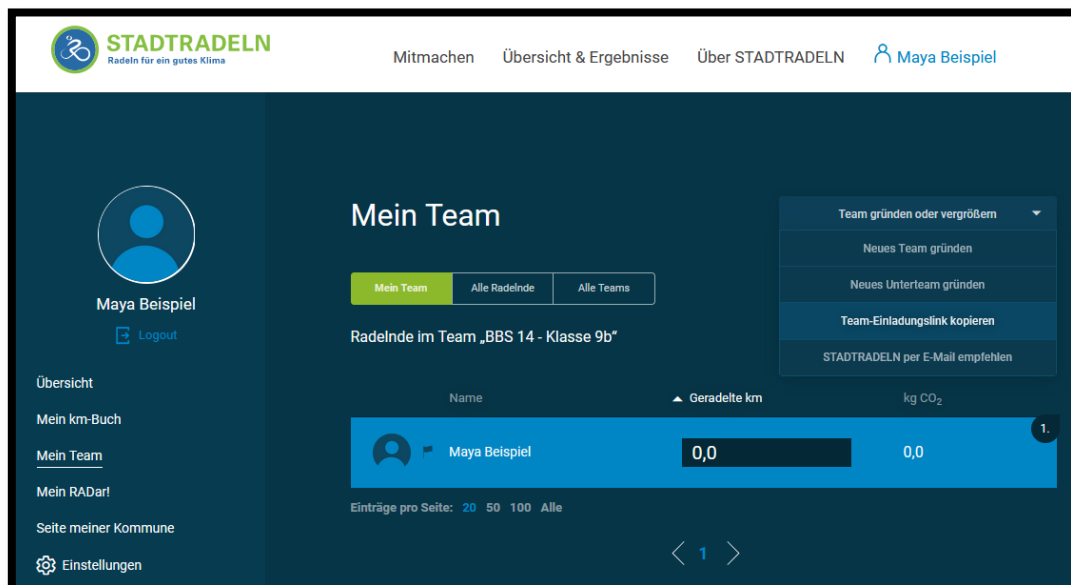 STADTRADELN
Radeln für ein gutes Klima
Mitmachen Übersicht & Ergebnisse Über STADTRADELN Maya Beispiel
Maya Beispiel
Logout
Übersicht
Mein km-Buch
Mein Team
Mein RADar!
Seite meiner Kommune
Einstellungen
Mein Team
Team gründen oder vergrößern
Neues Team gründen
Neues Unterteam gründen
Team-Einladungslink kopieren
STADTRADELN per E-Mail empfehlen
Mein Team Alle Radelnde Alle Teams
Radelnde im Team „BBS 14 - Klasse 9b“
Name Geradelte km kg CO₂
1.
Maya Beispiel 0,0 0,0
Einträge pro Seite: 20 50 100 Alle
1